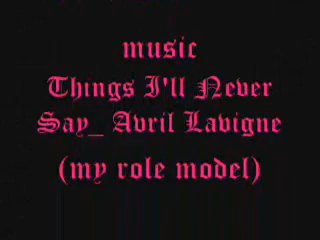 music
Things I'll Never
Say_ Avril Lavigne
(my role model)